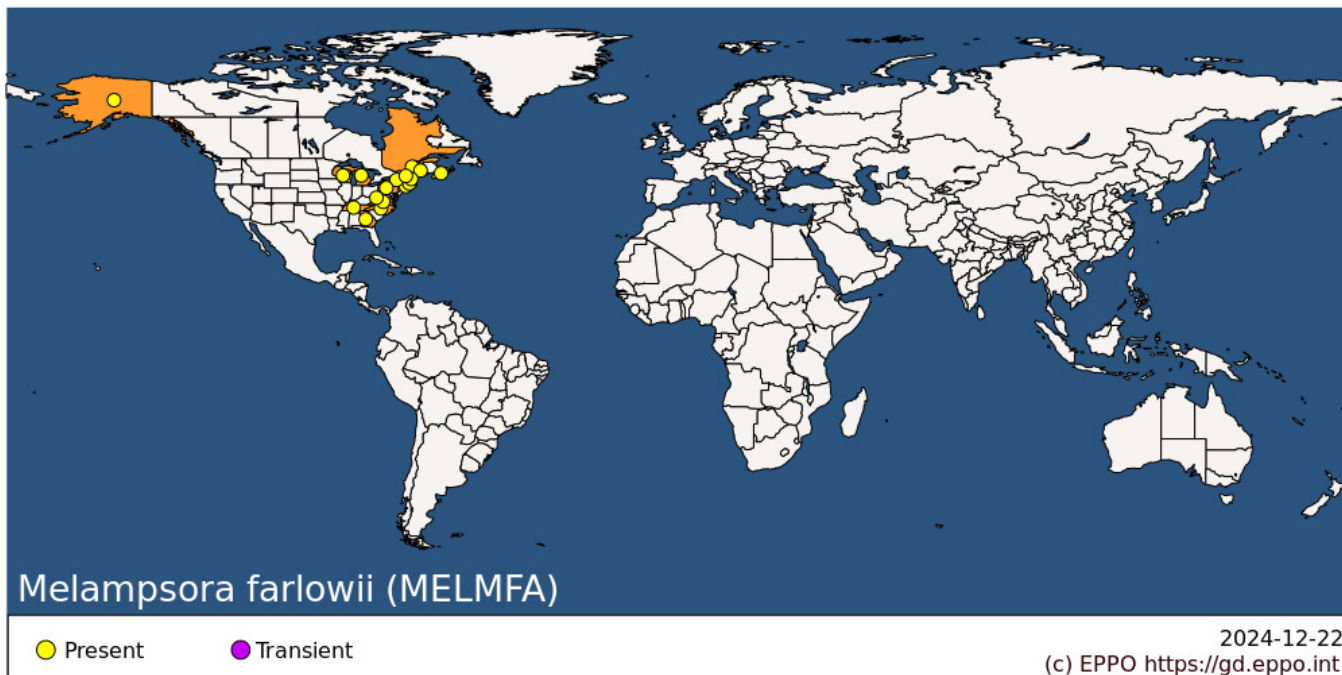 Melampsora farlowii (MELMFA)
Present
Transient
2024-12-22
(c) EPPO https://gd.eppo.int